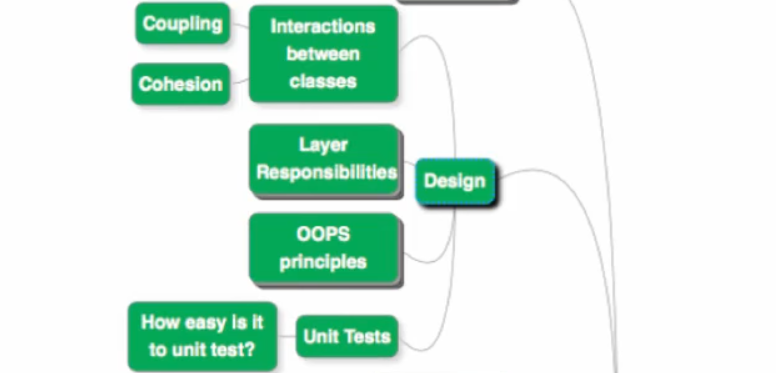 Coupling
Interactions
between
classes
Cohesion
Layer
Responsibilities
Design
OOPS
principles
How easy is it
to unit test?
Unit Tests